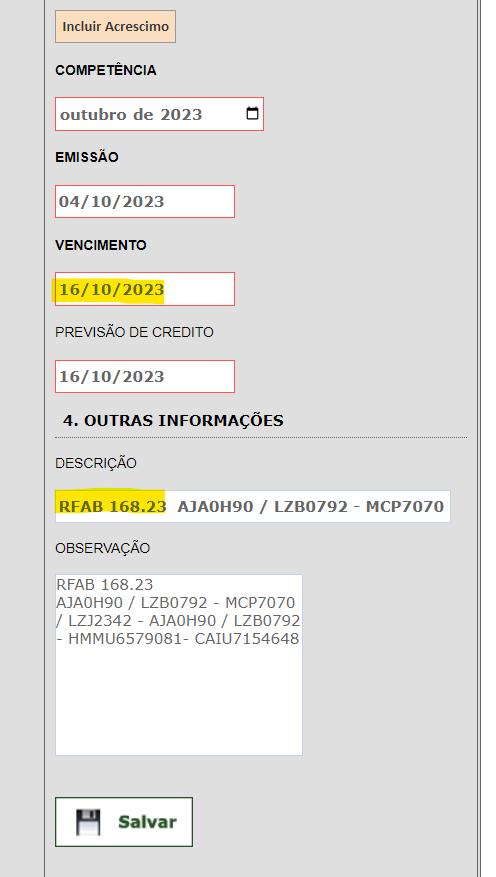 Incluir Acrescimo
COMPETÊNCIA
outubro de 2023
EMISSÃO
04/10/2023
VENCIMENTO
16/10/2023
PREVISÃO DE CREDITO
16/10/2023
4. OUTRAS INFORMAÇÕES
DESCRIÇÃO
RFAB 168.23 AJA0H90 / LZB0792 - MCP7070
OBSERVAÇÃO
RFAB 168.23
AJA0H90 / LZB0792 - MCP7070
/ LZJ2342 - AJA0H90 / LZB0792
- HMMU6579081- CAIU7154648
Salvar